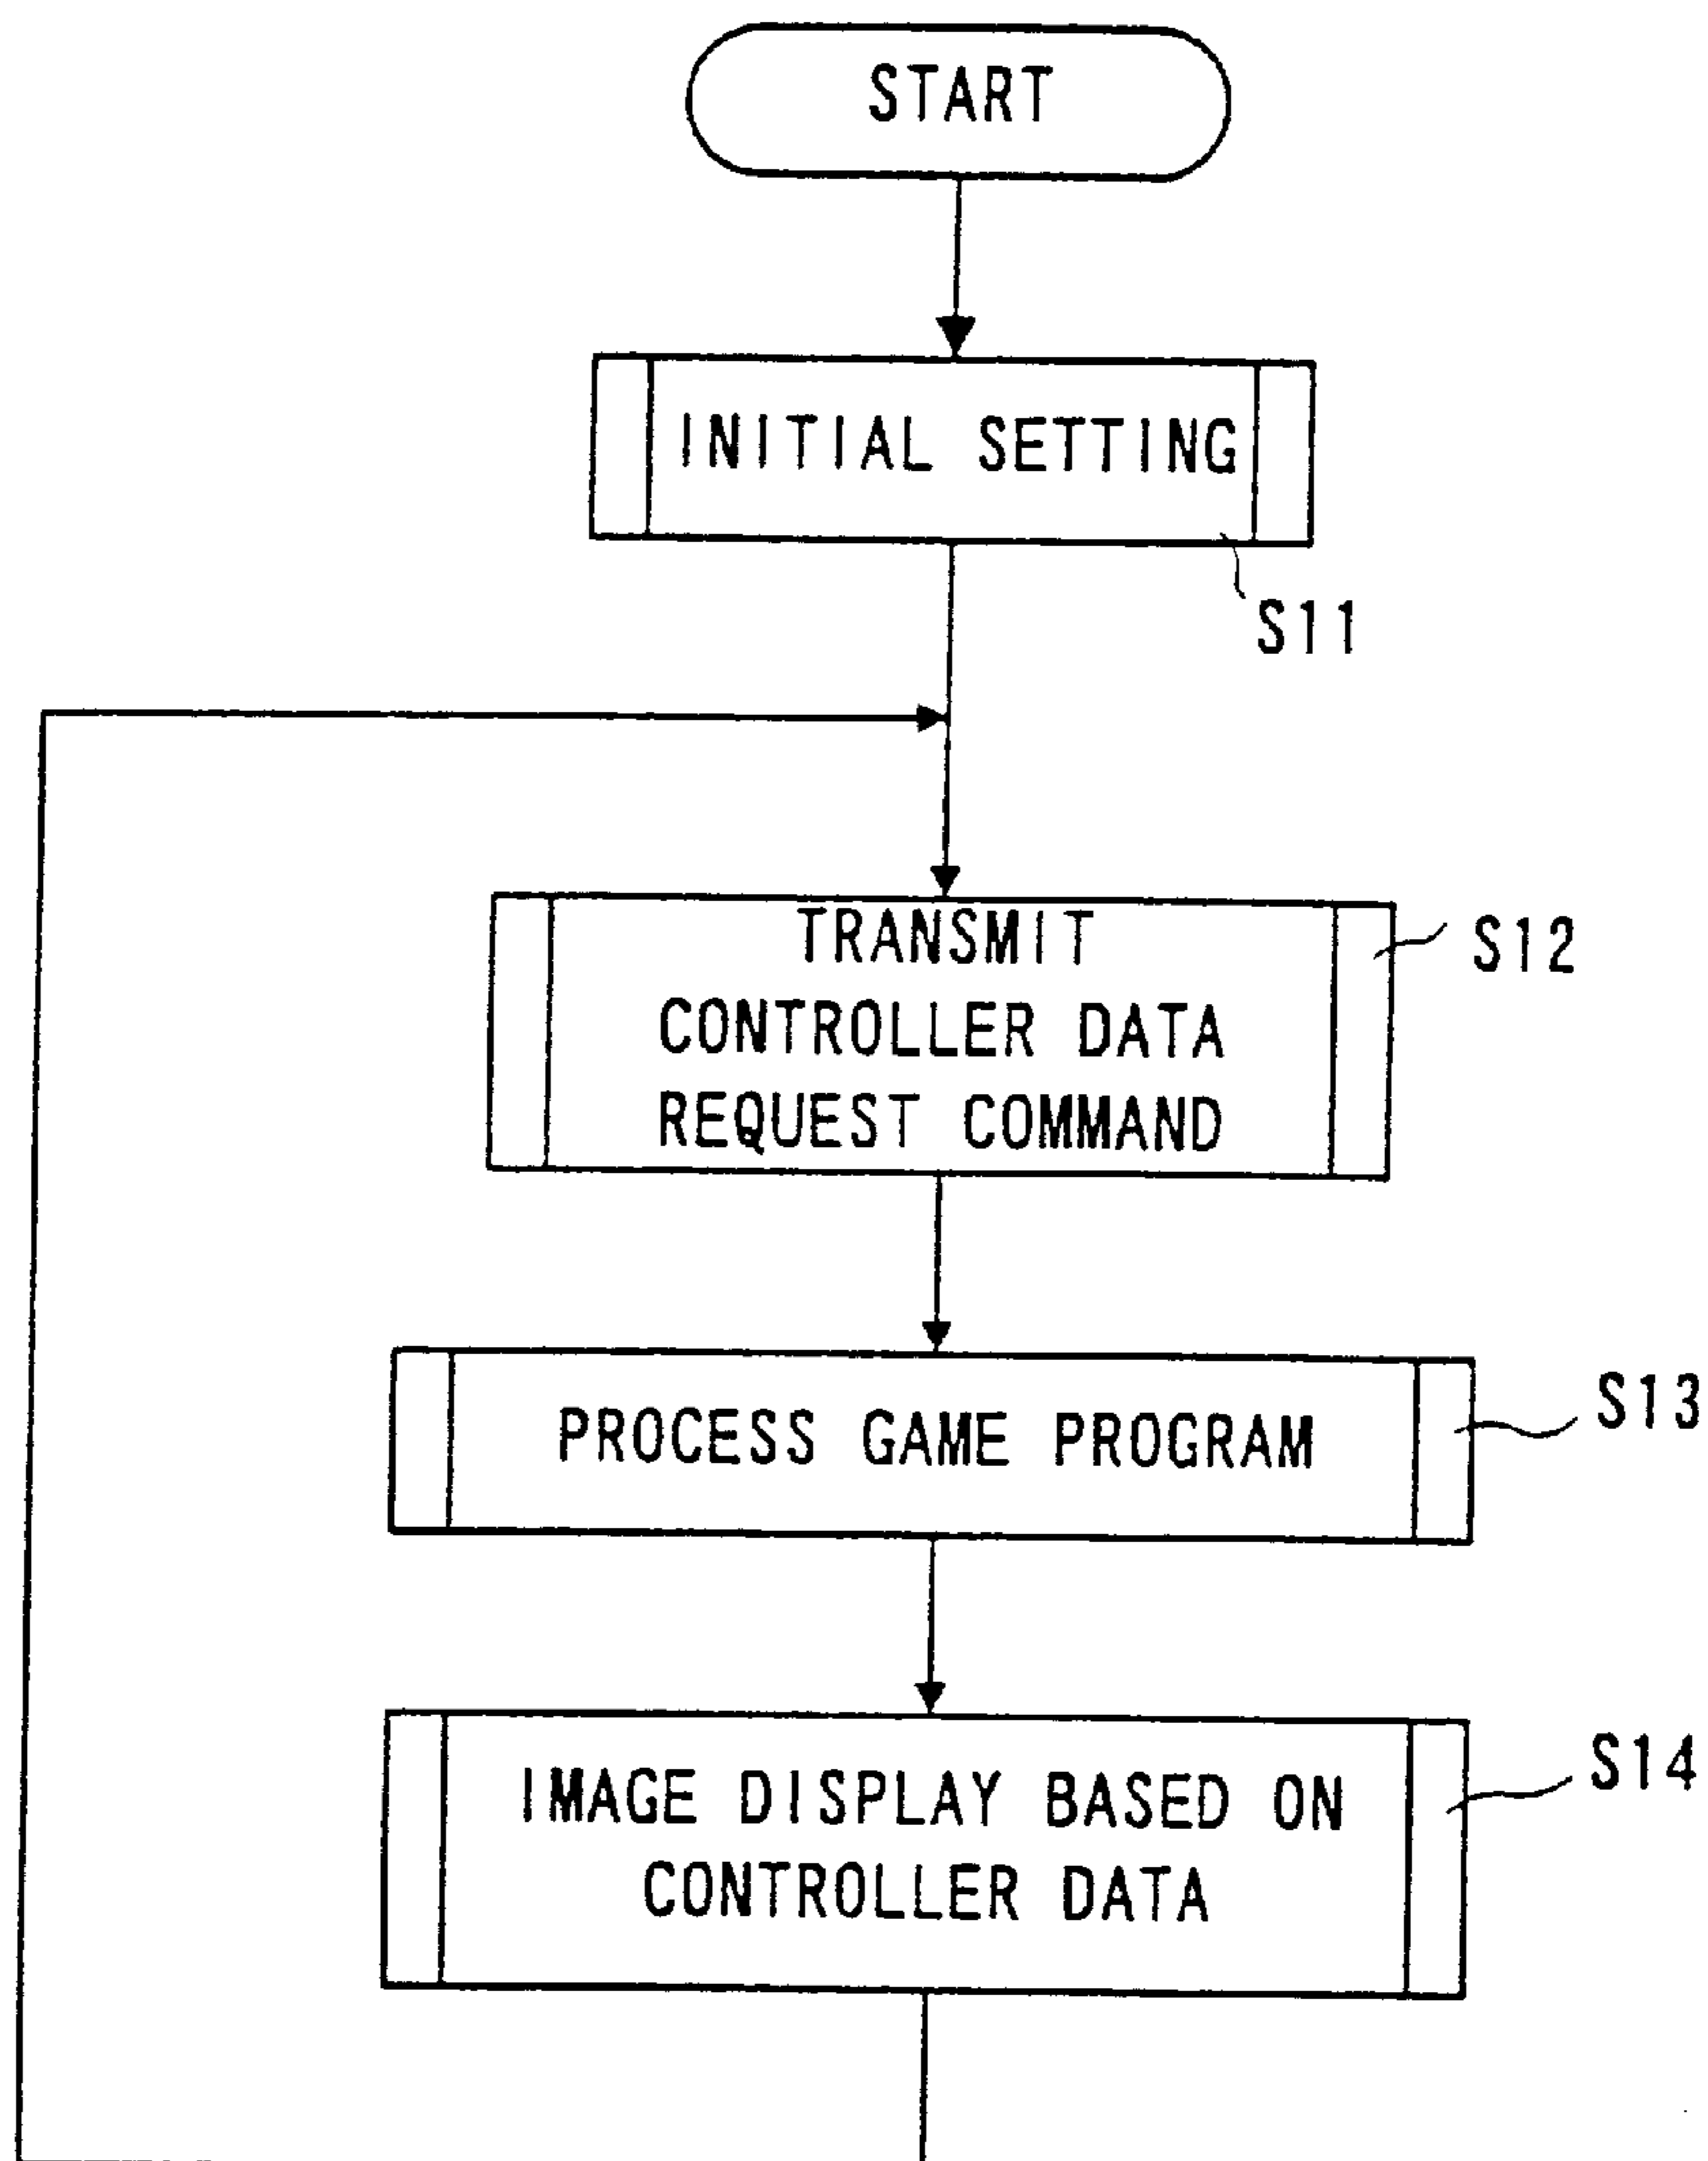 START
INITIAL SETTING
S11
TRANSMIT
CONTROLLER DATA
REQUEST COMMAND
S12
PROCESS GAME PROGRAM
S13
IMAGE DISPLAY BASED ON
CONTROLLER DATA
S14